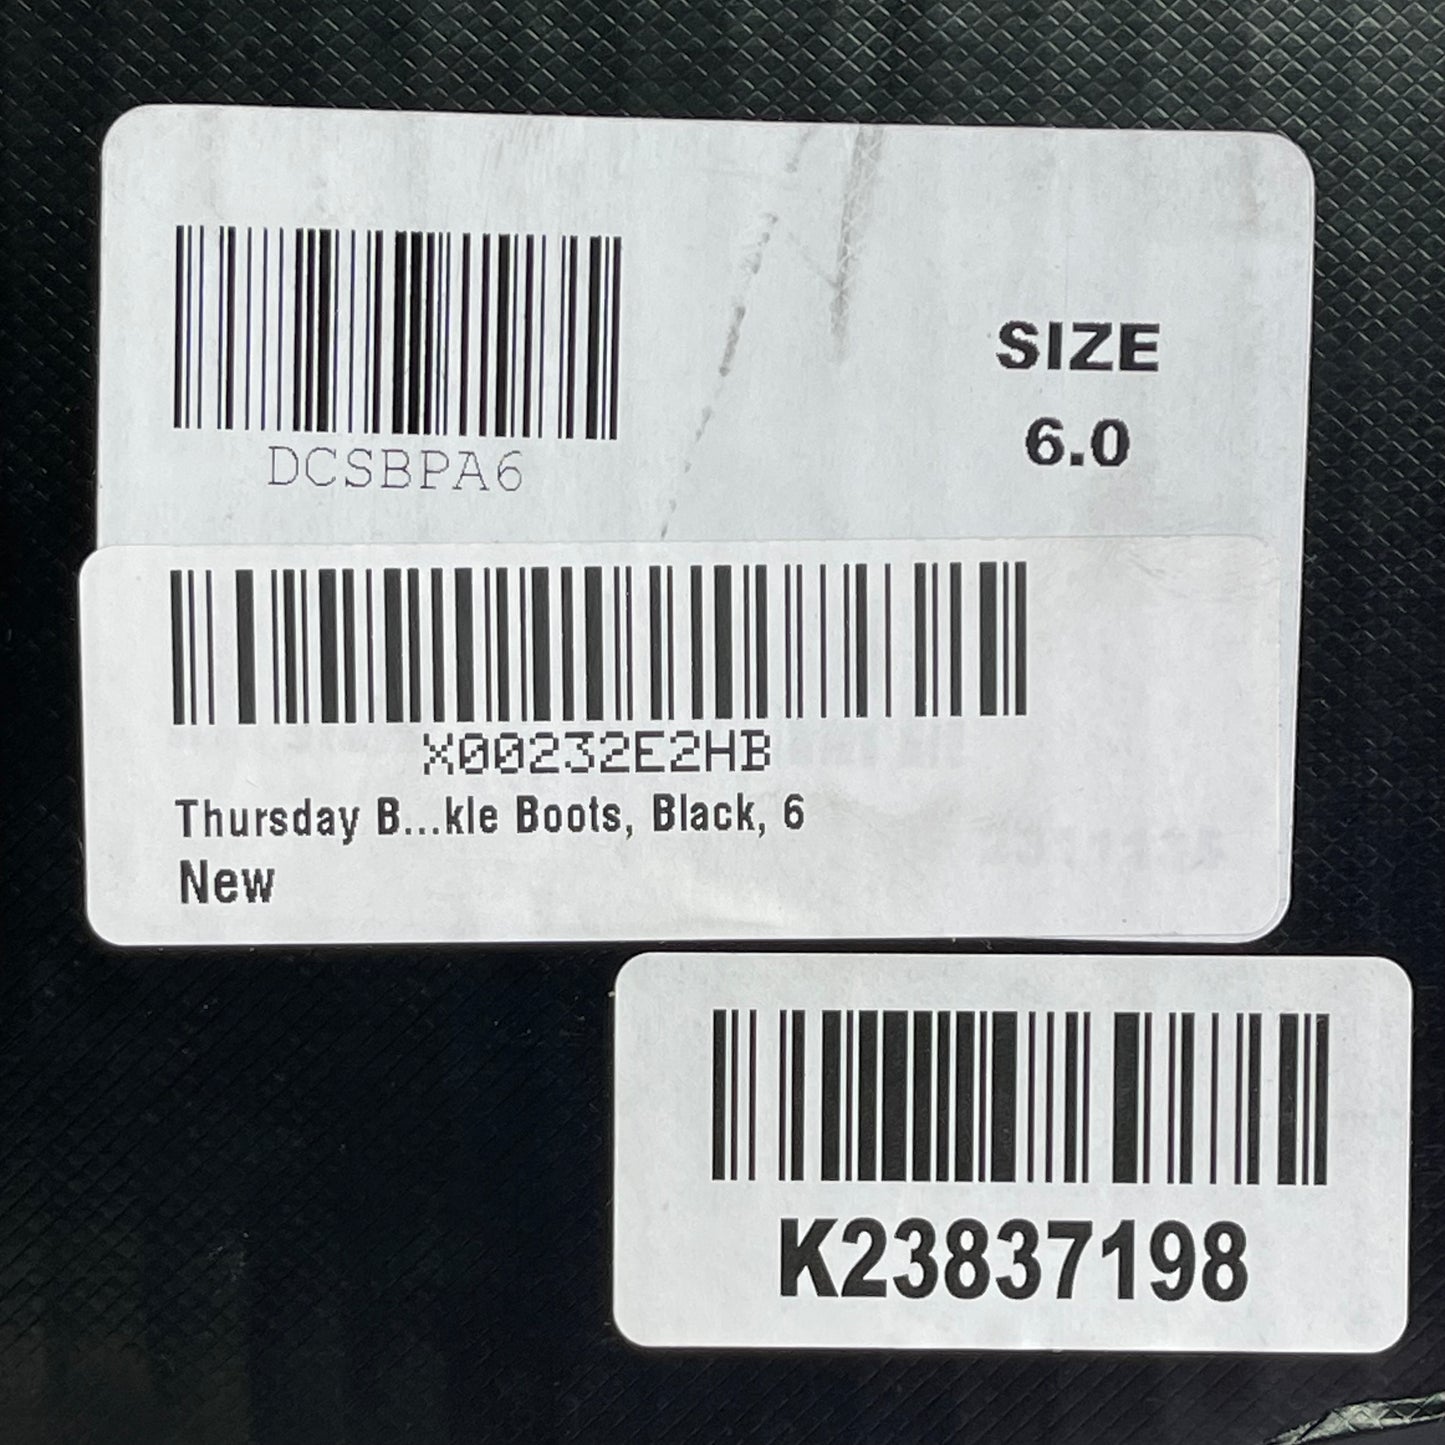 SIZE
6.0
DCSBPA6
X00232E2HB
Thursday B...kle Boots, Black, 6
New
K23837198